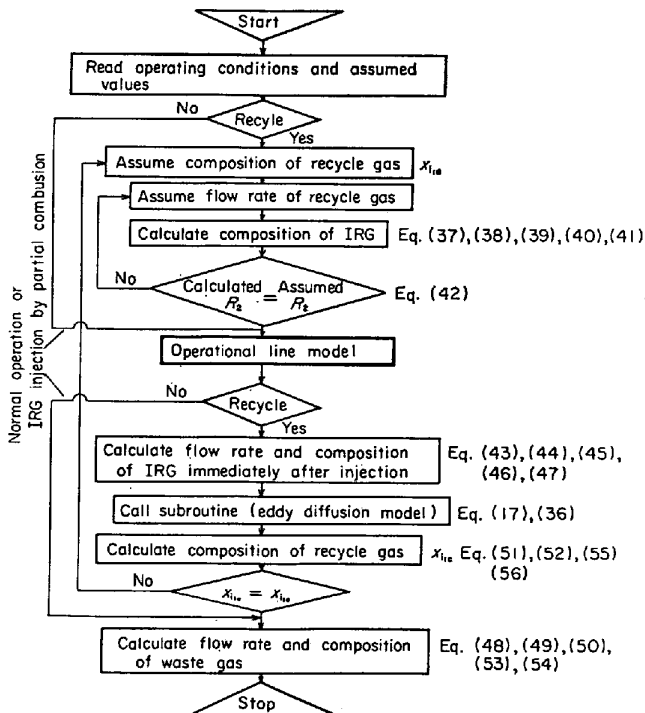 Start
Read operating conditions and assumed
values
No
Recyle
Yes
Assume composition of recycle gas
Assume flow rate of recycle gas
Calculate composition of IRG Eq. (37),(38),(39),(40),(41)
No
Calculated = Assumed
R₂ R₂
Eq. (42)
Operational line model
No
Recycle
Yes
Calculate flow rate and composition
of IRG immediately after injection
Eq. (43),(44),(45),
(46),(47)
Call subroutine (eddy diffusion model) Eq. (17),(36)
Calculate composition of recycle gas
Eq. (51),(52),(55)
(56)
No
Calculate flow rate and composition
of waste gas
Eq. (48),(49),(50),
(53),(54)
Stop
Normal operation or
IRG injection by partial combustion